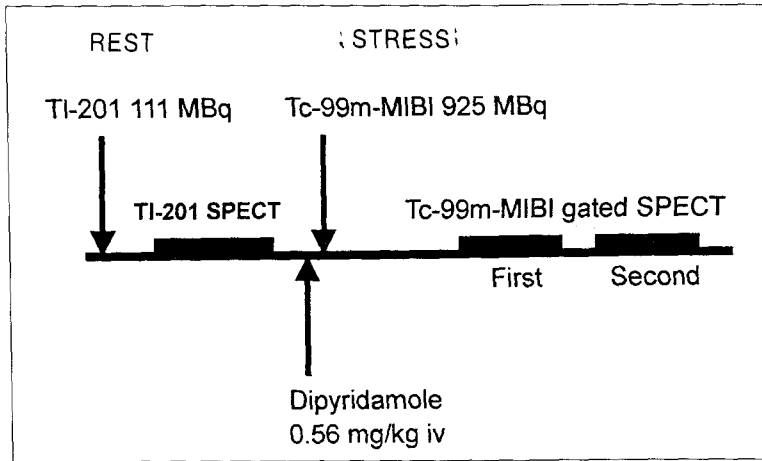 REST
STRESS
Tl-201 111 MBq
Tc-99m-MIBI 925 MBq
Tl-201 SPECT
Tc-99m-MIBI gated SPECT
First
Second
Dipyridamole
0.56 mg/kg iv